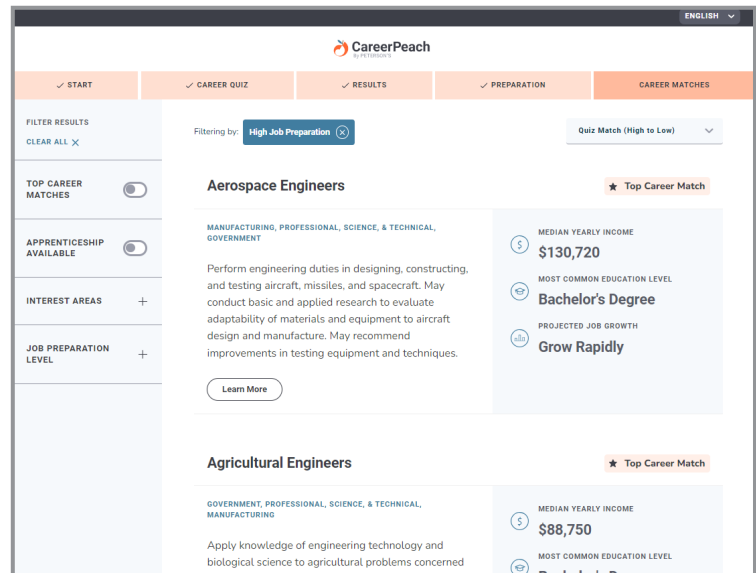 ENGLISH
CareerPeach
By PETERSON'S
START
CAREER QUIZ
RESULTS
PREPARATION
CAREER MATCHES
FILTER RESULTS
CLEAR ALL
TOP CAREER
MATCHES
APPRENTICESHIP
AVAILABLE
INTEREST AREAS
JOB PREPARATION
LEVEL
Filtering by: High Job Preparation
Quiz Match (High to Low)
Aerospace Engineers
Top Career Match
MANUFACTURING, PROFESSIONAL, SCIENCE, & TECHNICAL,
GOVERNMENT
Perform engineering duties in designing, constructing,
and testing aircraft, missiles, and spacecraft. May
conduct basic and applied research to evaluate
adaptability of materials and equipment to aircraft
design and manufacture. May recommend
improvements in testing equipment and techniques.
Learn More
MEDIAN YEARLY INCOME
$130,720
MOST COMMON EDUCATION LEVEL
Bachelor's Degree
PROJECTED JOB GROWTH
Grow Rapidly
Agricultural Engineers
Top Career Match
GOVERNMENT, PROFESSIONAL, SCIENCE, & TECHNICAL,
MANUFACTURING
Apply knowledge of engineering technology and
biological science to agricultural problems concerned
MEDIAN YEARLY INCOME
$88,750
MOST COMMON EDUCATION LEVEL